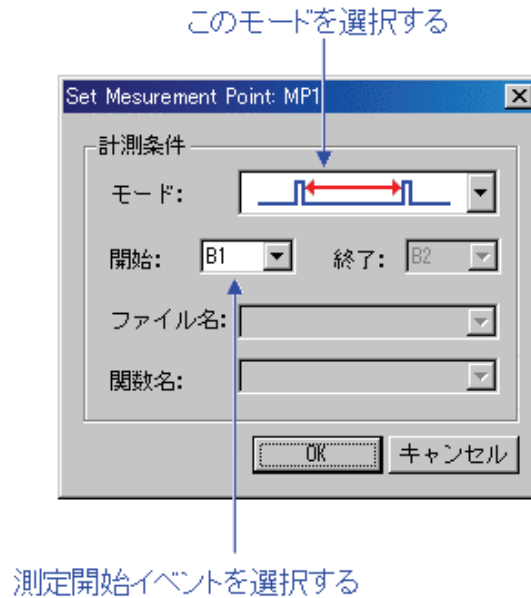 このモードを選択する
Set Mesurement Point: MP1
計測条件
モード:
開始: B1 終了: B2
ファイル名:
関数名:
OK キャンセル
測定開始イベントを選択する